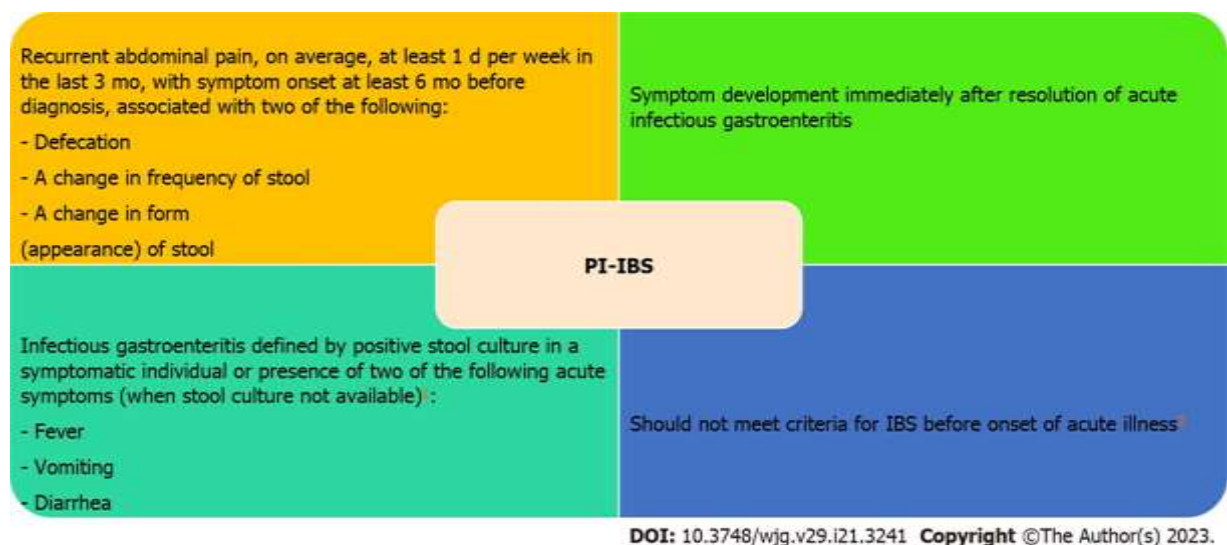 Recurrent abdominal pain, on average, at least 1 d per week in
the last 3 mo, with symptom onset at least 6 mo before
diagnosis, associated with two of the following:
- Defecation
- A change in frequency of stool
- A change in form
(appearance) of stool
Symptom development immediately after resolution of acute
infectious gastroenteritis
PI-IBS
Infectious gastroenteritis defined by positive stool culture in a
symptomatic individual or presence of two of the following acute
symptoms (when stool culture not available) :
- Fever
- Vomiting
- Diarrhea
Should not meet criteria for IBS before onset of acute illness
DOI: 10.3748/wjg.v29.i21.3241 Copyright ©The Author(s) 2023.